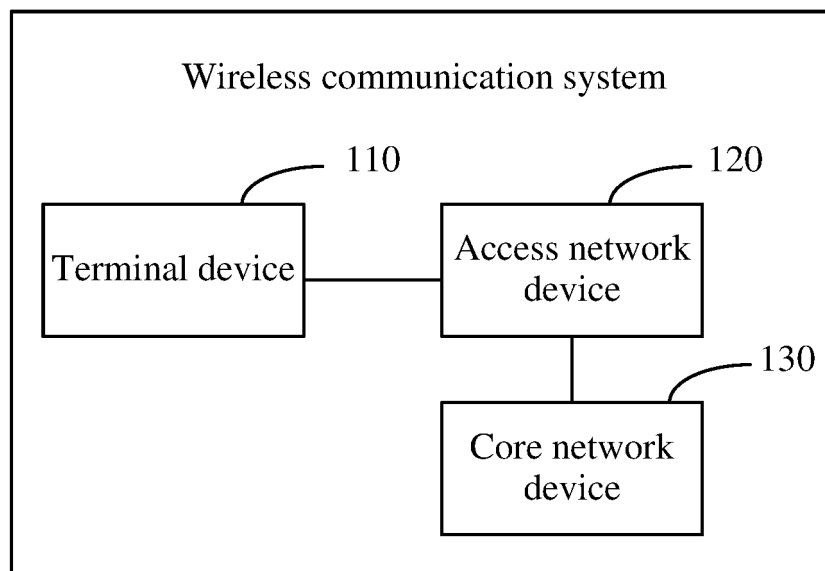 Wireless communication system
110
120
Terminal device
Access network
device
130
Core network
device